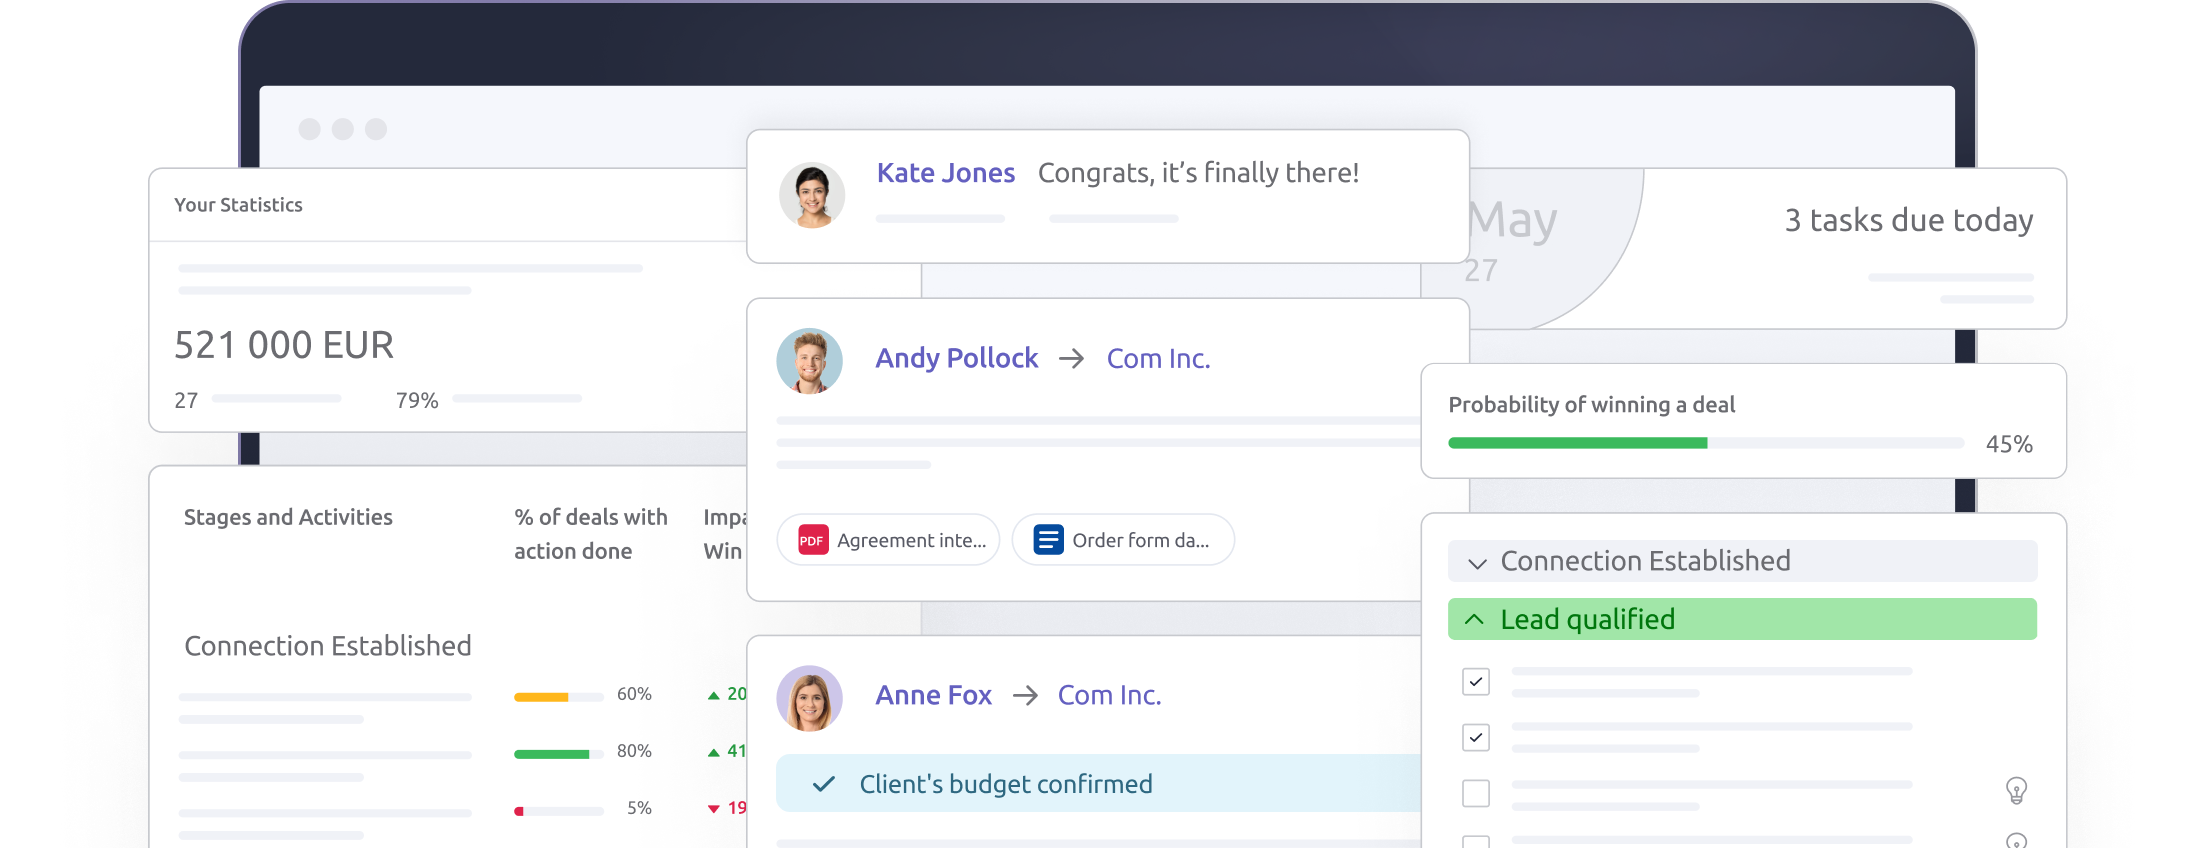 Your Statistics
521 000 EUR
27
79%
Stages and Activities
% of deals with
action done
Win
Connection Established
60%
20
80%
41
5%
19
Kate Jones Congrats, it’s finally there!
Andy Pollock → Com Inc.
PDF Agreement inte...
Order form da...
Anne Fox → Com Inc.
Client's budget confirmed
May
27
3 tasks due today
Probability of winning a deal
45%
Connection Established
Lead qualified